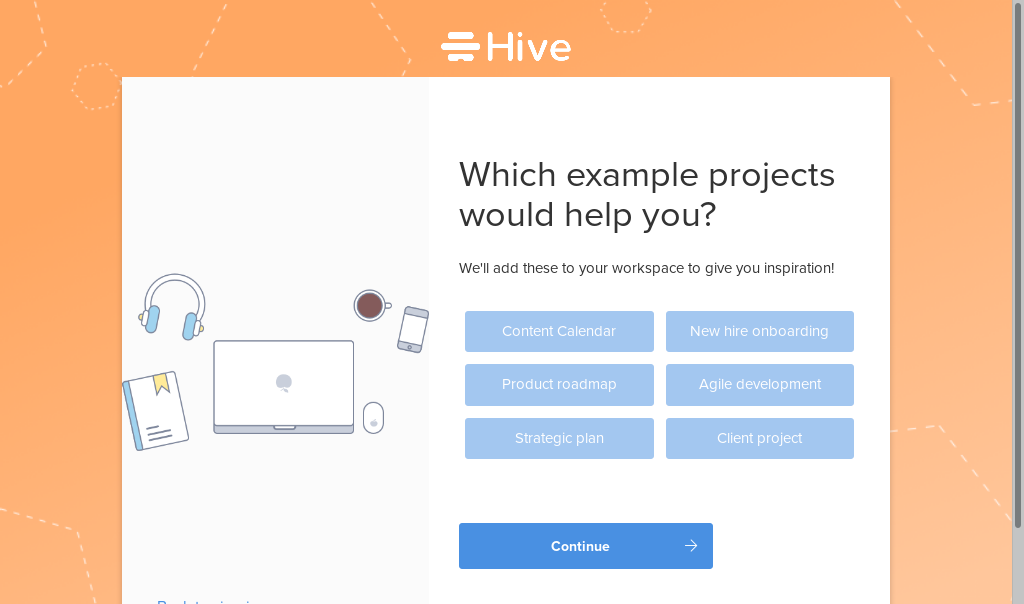 Hive
Which example projects
would help you?
We'll add these to your workspace to give you inspiration!
Content Calendar
New hire onboarding
Product roadmap
Agile development
Strategic plan
Client project
Continue